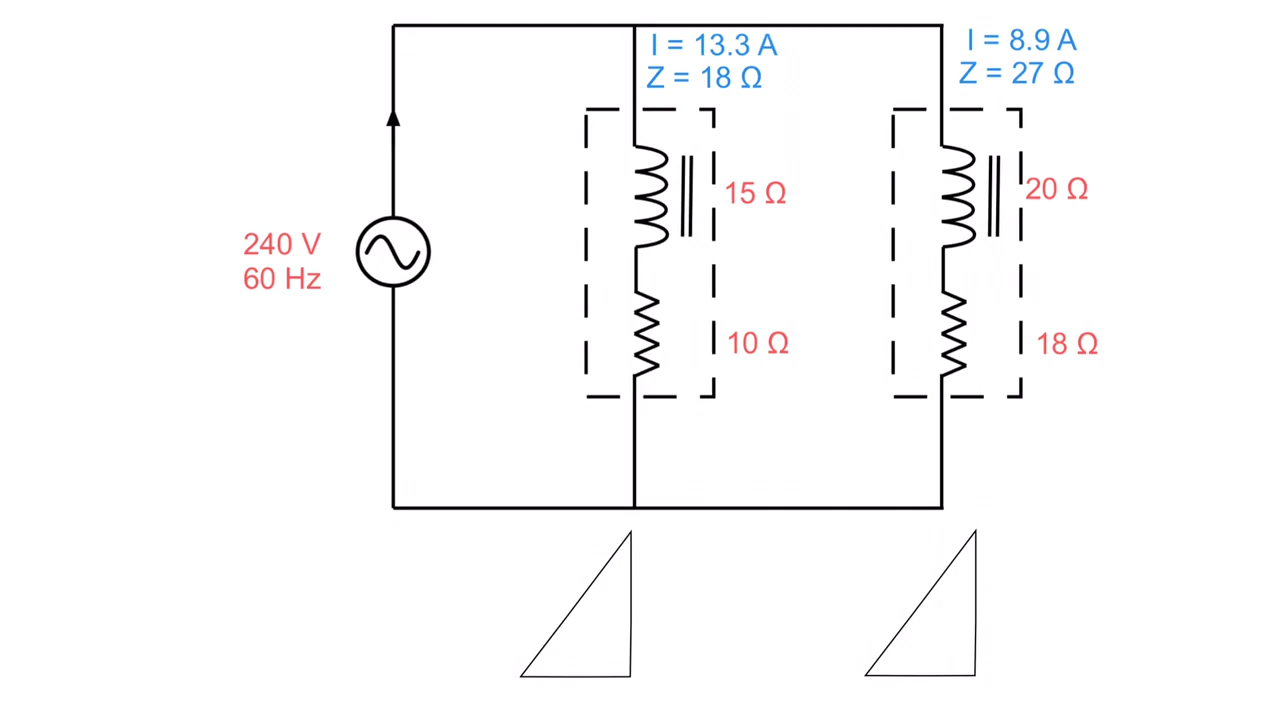 I = 13.3 A
Z = 18 Ω
I = 8.9 A
Z = 27 Ω
15 Ω
20 Ω
240 V
60 Hz
10 Ω
18 Ω